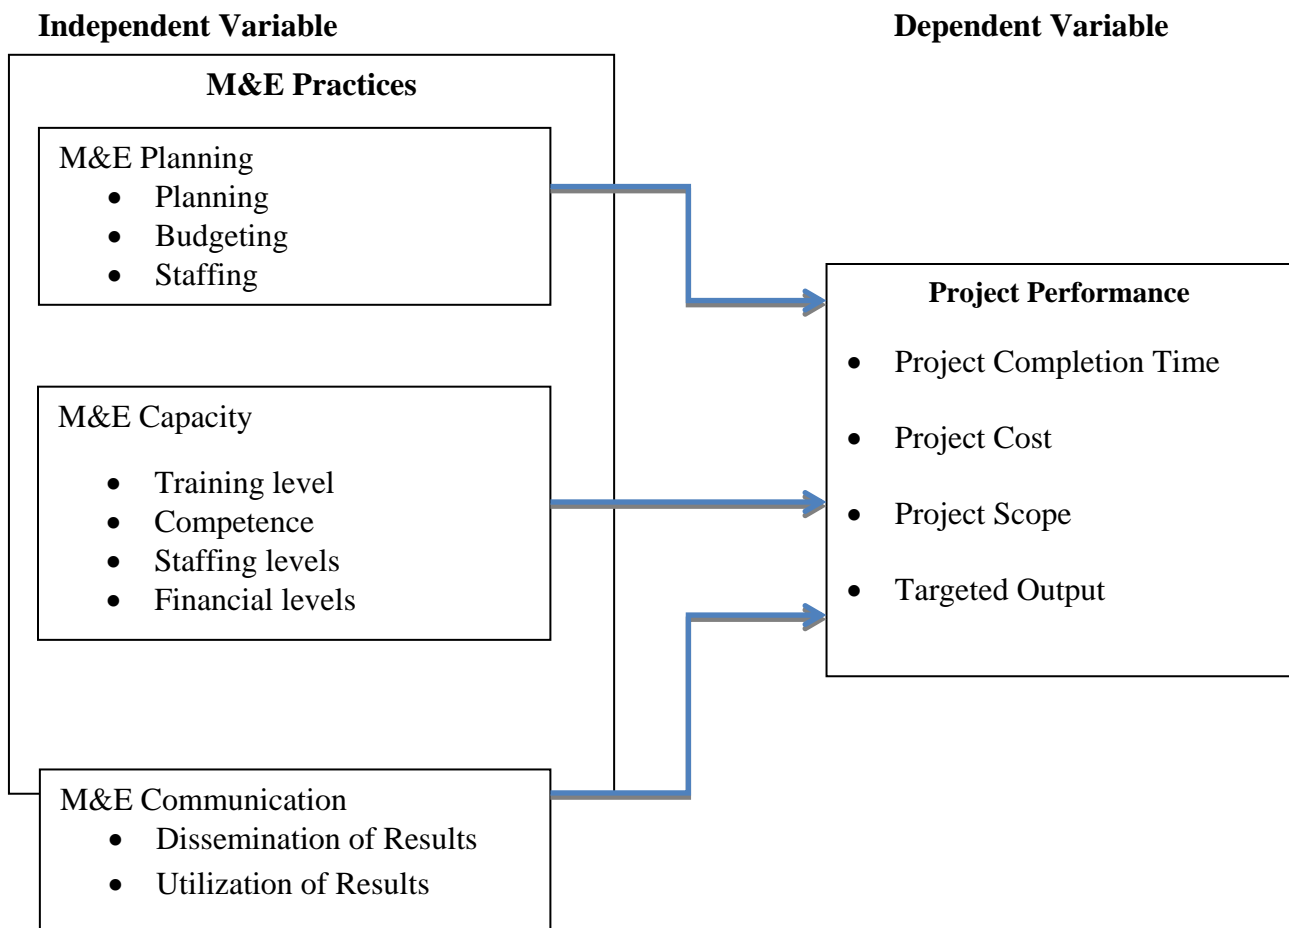 Independent Variable
Dependent Variable
M&E Practices
M&E Planning
• Planning
• Budgeting
• Staffing
M&E Capacity
• Training level
• Competence
• Staffing levels
• Financial levels
M&E Communication
• Dissemination of Results
• Utilization of Results
Project Performance
• Project Completion Time
• Project Cost
• Project Scope
• Targeted Output